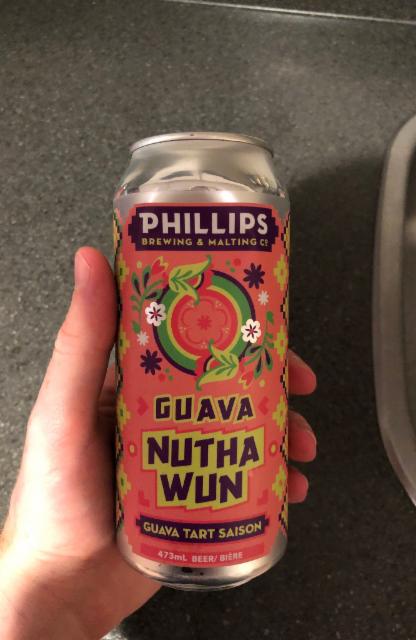 PHILLIPS
BREWING & MALTING CO
GUAVA
NUTHA
WUN
GUAVA TART SAISON
473mL BEER/BIÈRE